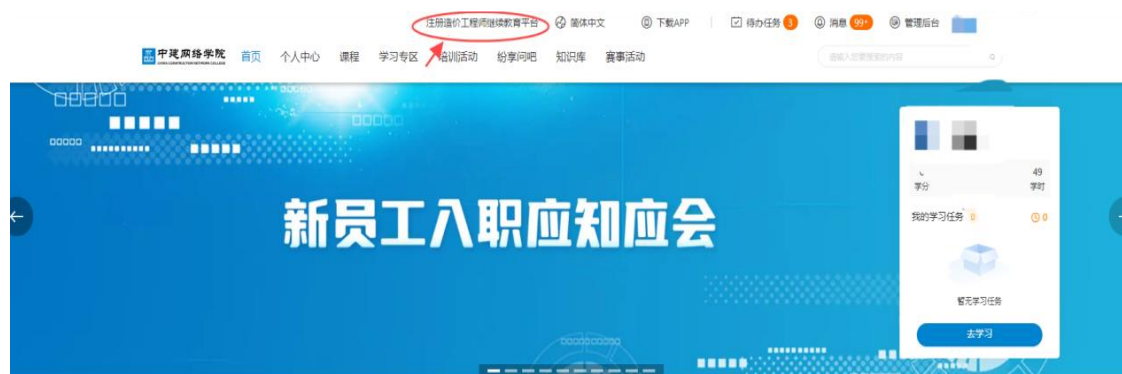 注册造价工程师继续教育平台 简体中文 下载APP 待办任务 3 消息 99+ 管理后台
中建网络学院 首页 个人中心 课程 学习专区 培训活动 纷享问吧 知识库 赛事活动 请输入您要搜索的内容
CHINA CONSTRUCTION NETWORK COLLEGE
新员工入职应知应会
49
学分 学时
我的学习任务 0 0
暂无学习任务
去学习